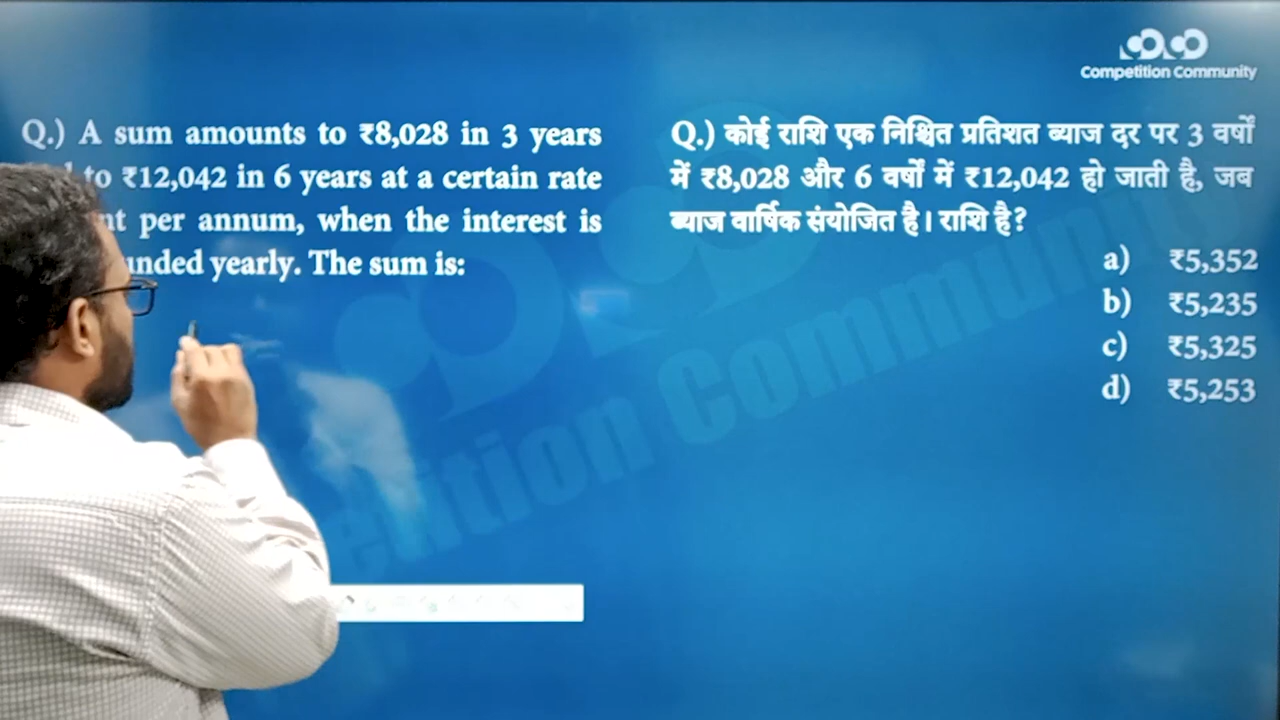 Competition Community
Q.) A sum amounts to ₹8,028 in 3 years
to ₹12,042 in 6 years at a certain rate
per annum, when the interest is
yearly. The sum is:
Q.) कोई राशि एक निश्चित प्रतिशत ब्याज दर पर 3 वर्षों
में ₹8,028 और 6 वर्षों में ₹12,042 हो जाती है, जब
ब्याज वार्षिक संयोजित है। राशि है?
a) ₹5,352
b) ₹5,235
c) ₹5,325
d) ₹5,253